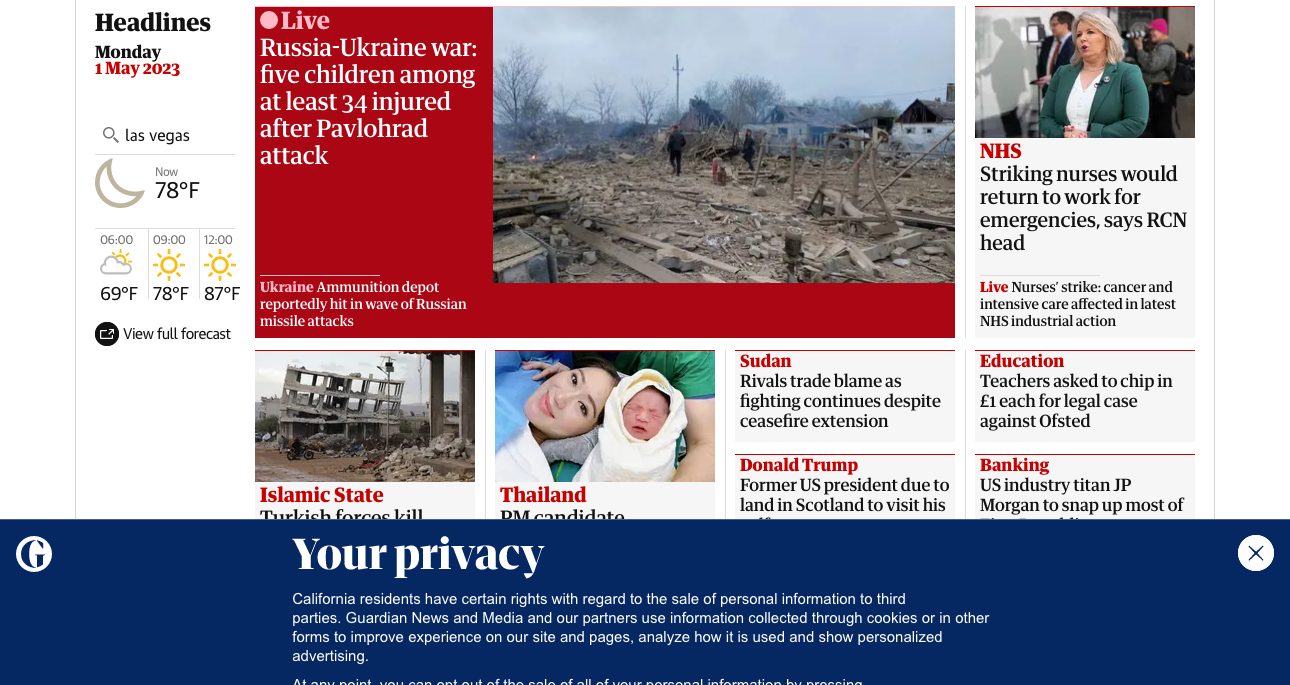 Headlines
Monday
1 May 2023
las vegas
Now
78°F
06:00
09:00
12:00
69°F
78°F
87°F
View full forecast
Live
Russia-Ukraine war:
five children among
at least 34 injured
after Pavlohrad
attack
Ukraine Ammunition depot
reportedly hit in wave of Russian
missile attacks
NHS
Striking nurses would
return to work for
emergencies, says RCN
head
Live Nurses’ strike: cancer and
intensive care affected in latest
NHS industrial action
Islamic State
Turkish forces kill
Thailand
PM candidate
Sudan
Rivals trade blame as
fighting continues despite
ceasefire extension
Donald Trump
Former US president due to
land in Scotland to visit his
Education
Teachers asked to chip in
£1 each for legal case
against Ofsted
Banking
US industry titan JP
Morgan to snap up most of
G
Your privacy
California residents have certain rights with regard to the sale of personal information to third
parties. Guardian News and Media and our partners use information collected through cookies or in other
forms to improve experience on our site and pages, analyze how it is used and show personalized
advertising.
At any point, you can opt out of the sale of all of your personal information by pressing